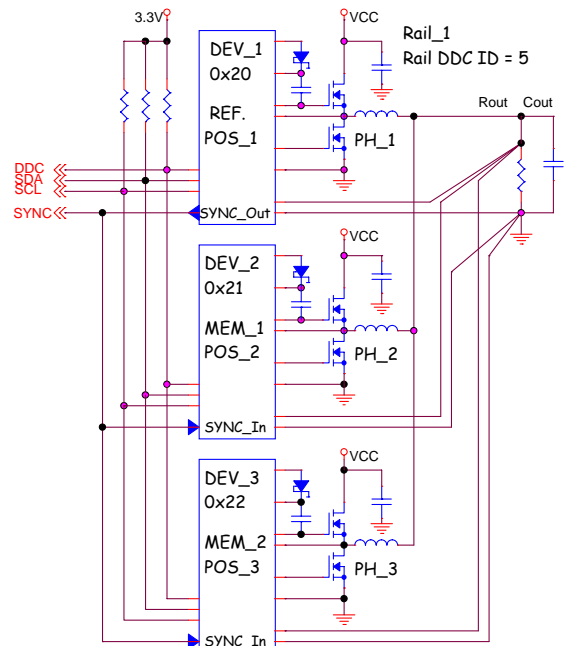 3.3V
VCC
Rail_1
Rail DDC ID = 5
DEV_1
0x20
REF.
POS_1
PH_1
Rout Cout
DDC
SDA
SCL
SYNC
SYNC_Out
VCC
DEV_2
0x21
MEM_1
POS_2
PH_2
SYNC_In
VCC
DEV_3
0x22
MEM_2
POS_3
PH_3
SYNC_In